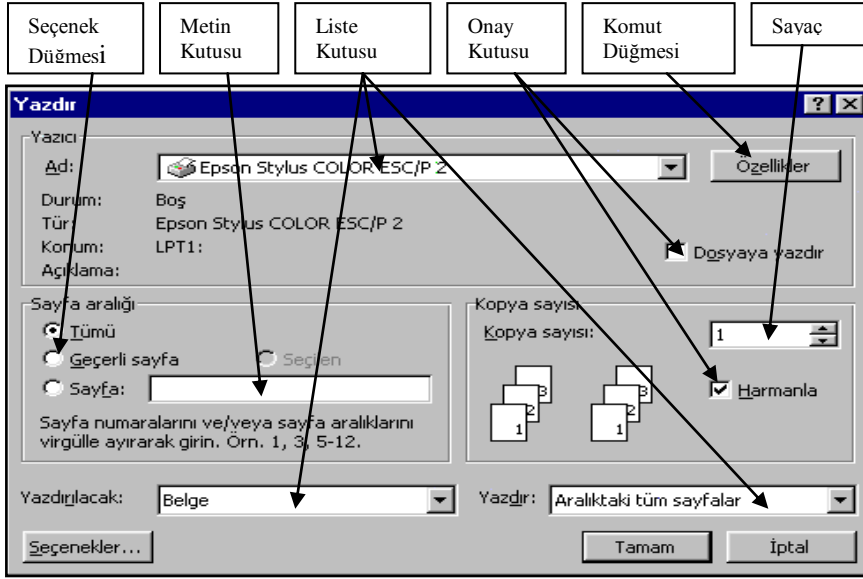 Seçenek
Düğmesi
Metin
Kutusu
Liste
Kutusu
Onay
Kutusu
Komut
Düğmesi
Sayaç
Yazdır
Yazıcı
Ad: Epson Stylus COLOR ESC/P 2 Özellikler
Durum: Boş
Tür: Epson Stylus COLOR ESC/P 2
Konum: LPT1:
Açıklama:
Dosyaya yazdır
Sayfa aralığı
Tümü
Geçerli sayfa Seçilen
Sayfa:
Sayfa numaralarını ve/veya sayfa aralıklarını
virgülle ayırarak girin. Örn. 1, 3, 5-12.
Kopya sayısı
Kopya sayısı: 1
3 3
2 2
1 1
Harmanla
Yazdırılacak: Belge
Yazdır: Aralıktaki tüm sayfalar
Seçenekler... Tamam İptal